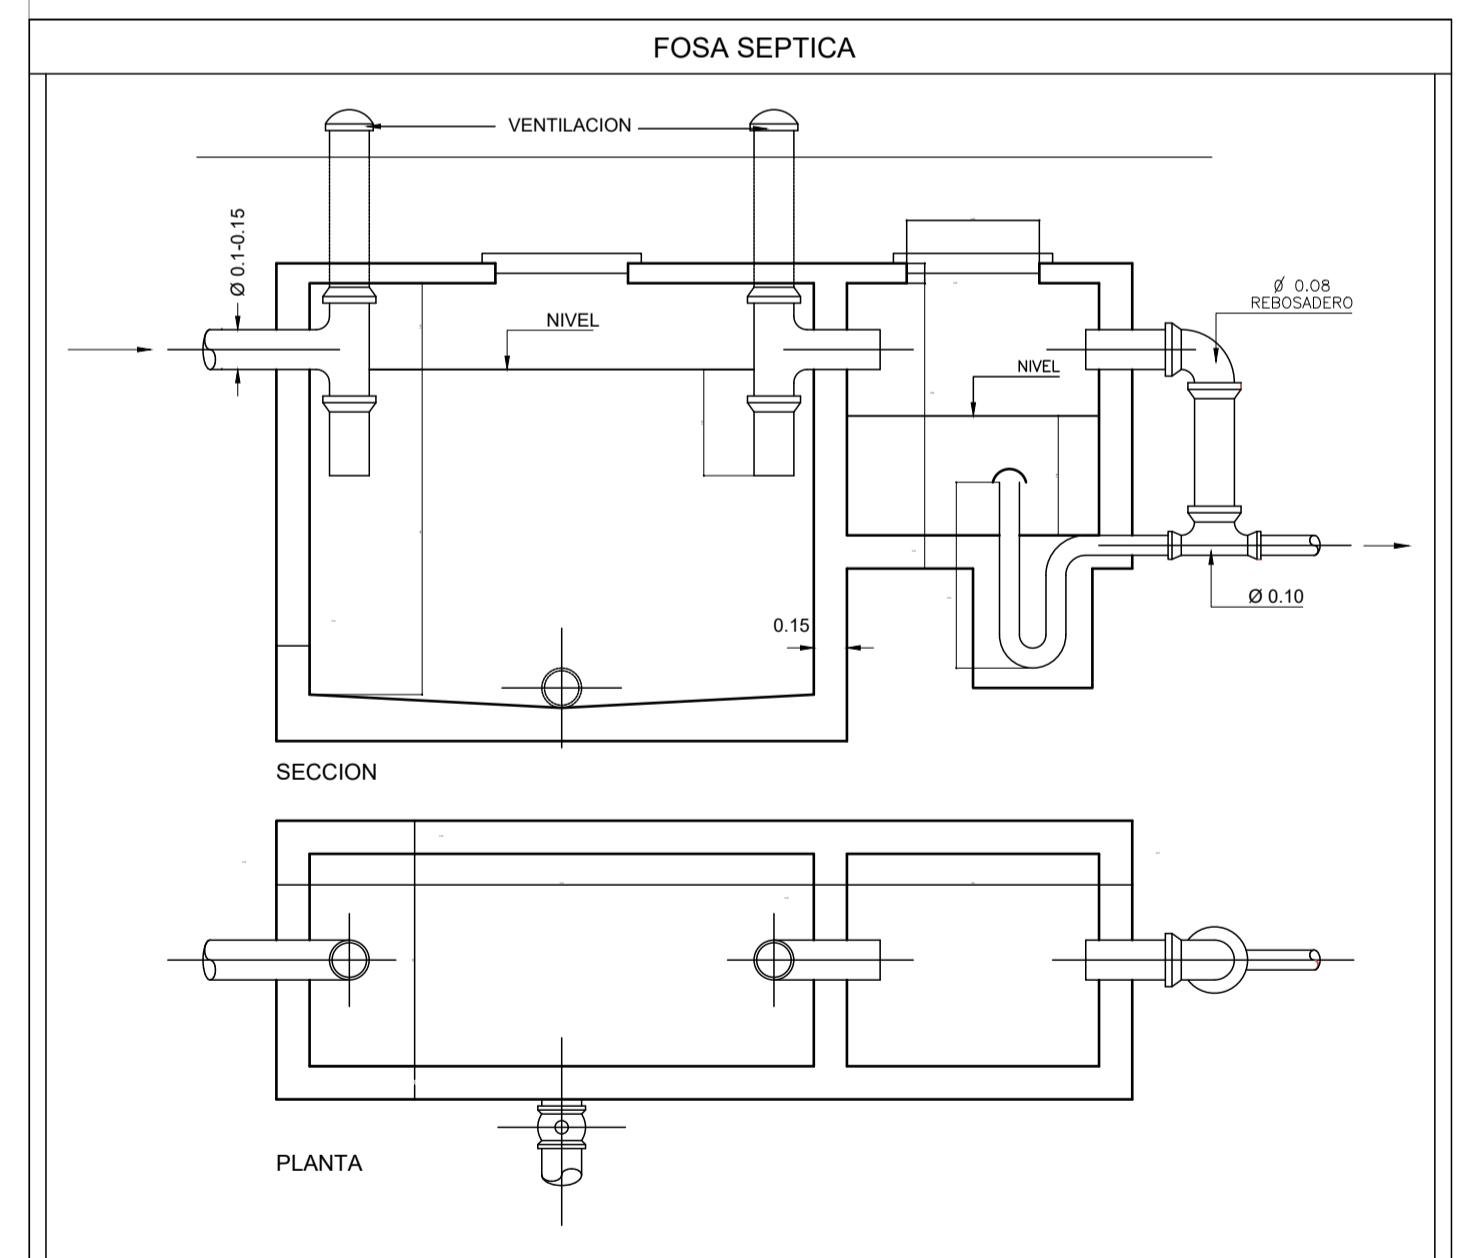 FOSA SEPTICA
VENTILACION
Ø 0.1-0.15
NIVEL
Ø 0.08
REBOSADERO
NIVEL
0.15
Ø 0.10
SECCION
PLANTA